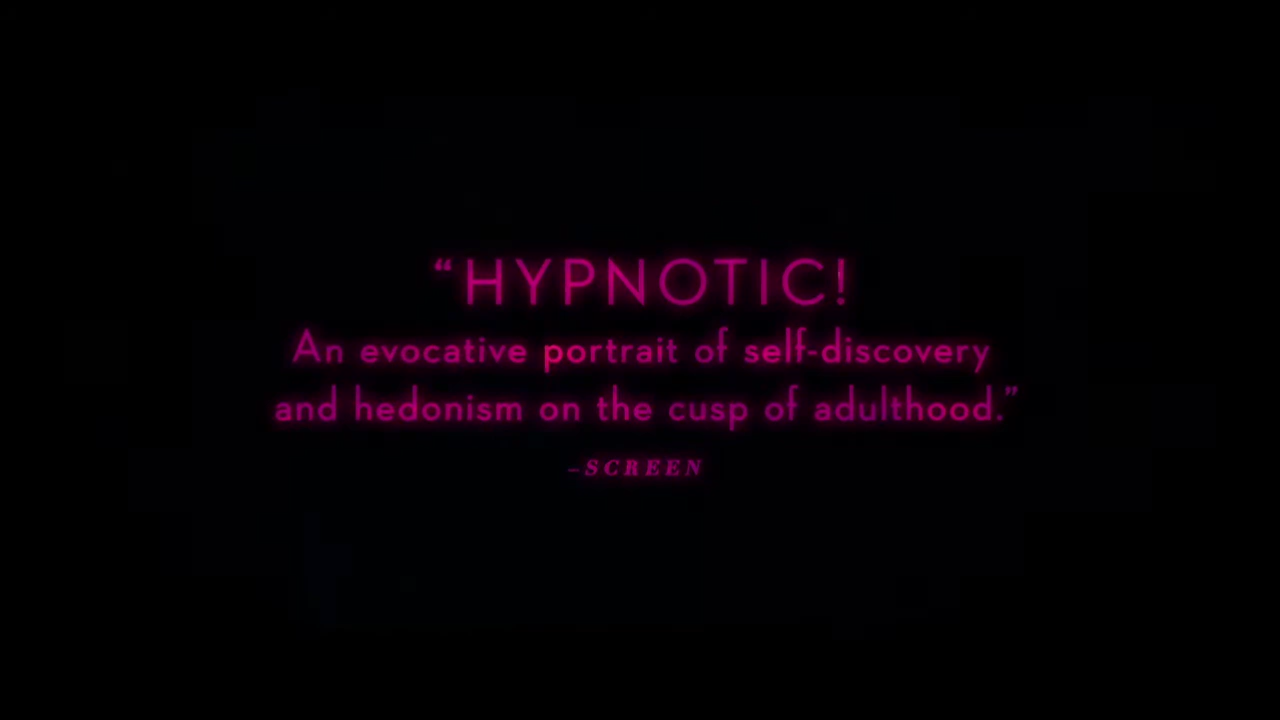 “HYPNOTIC!
An evocative portrait of self-discovery
and hedonism on the cusp of adulthood.”
–SCREEN